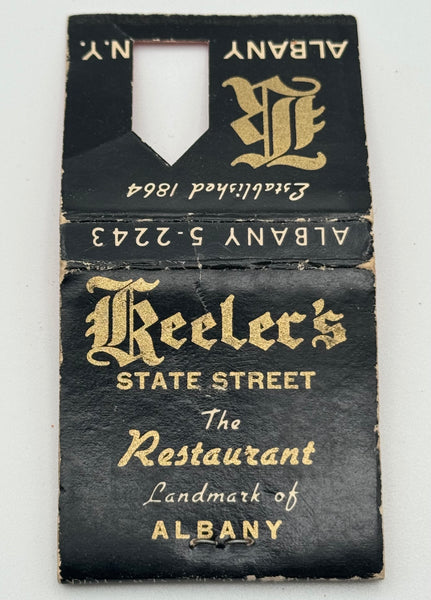 Keeler's
STATE STREET
The
Restaurant
Landmark of
ALBANY
ALBANY 5-2243
Established 1864
K
ALBANY N.Y.